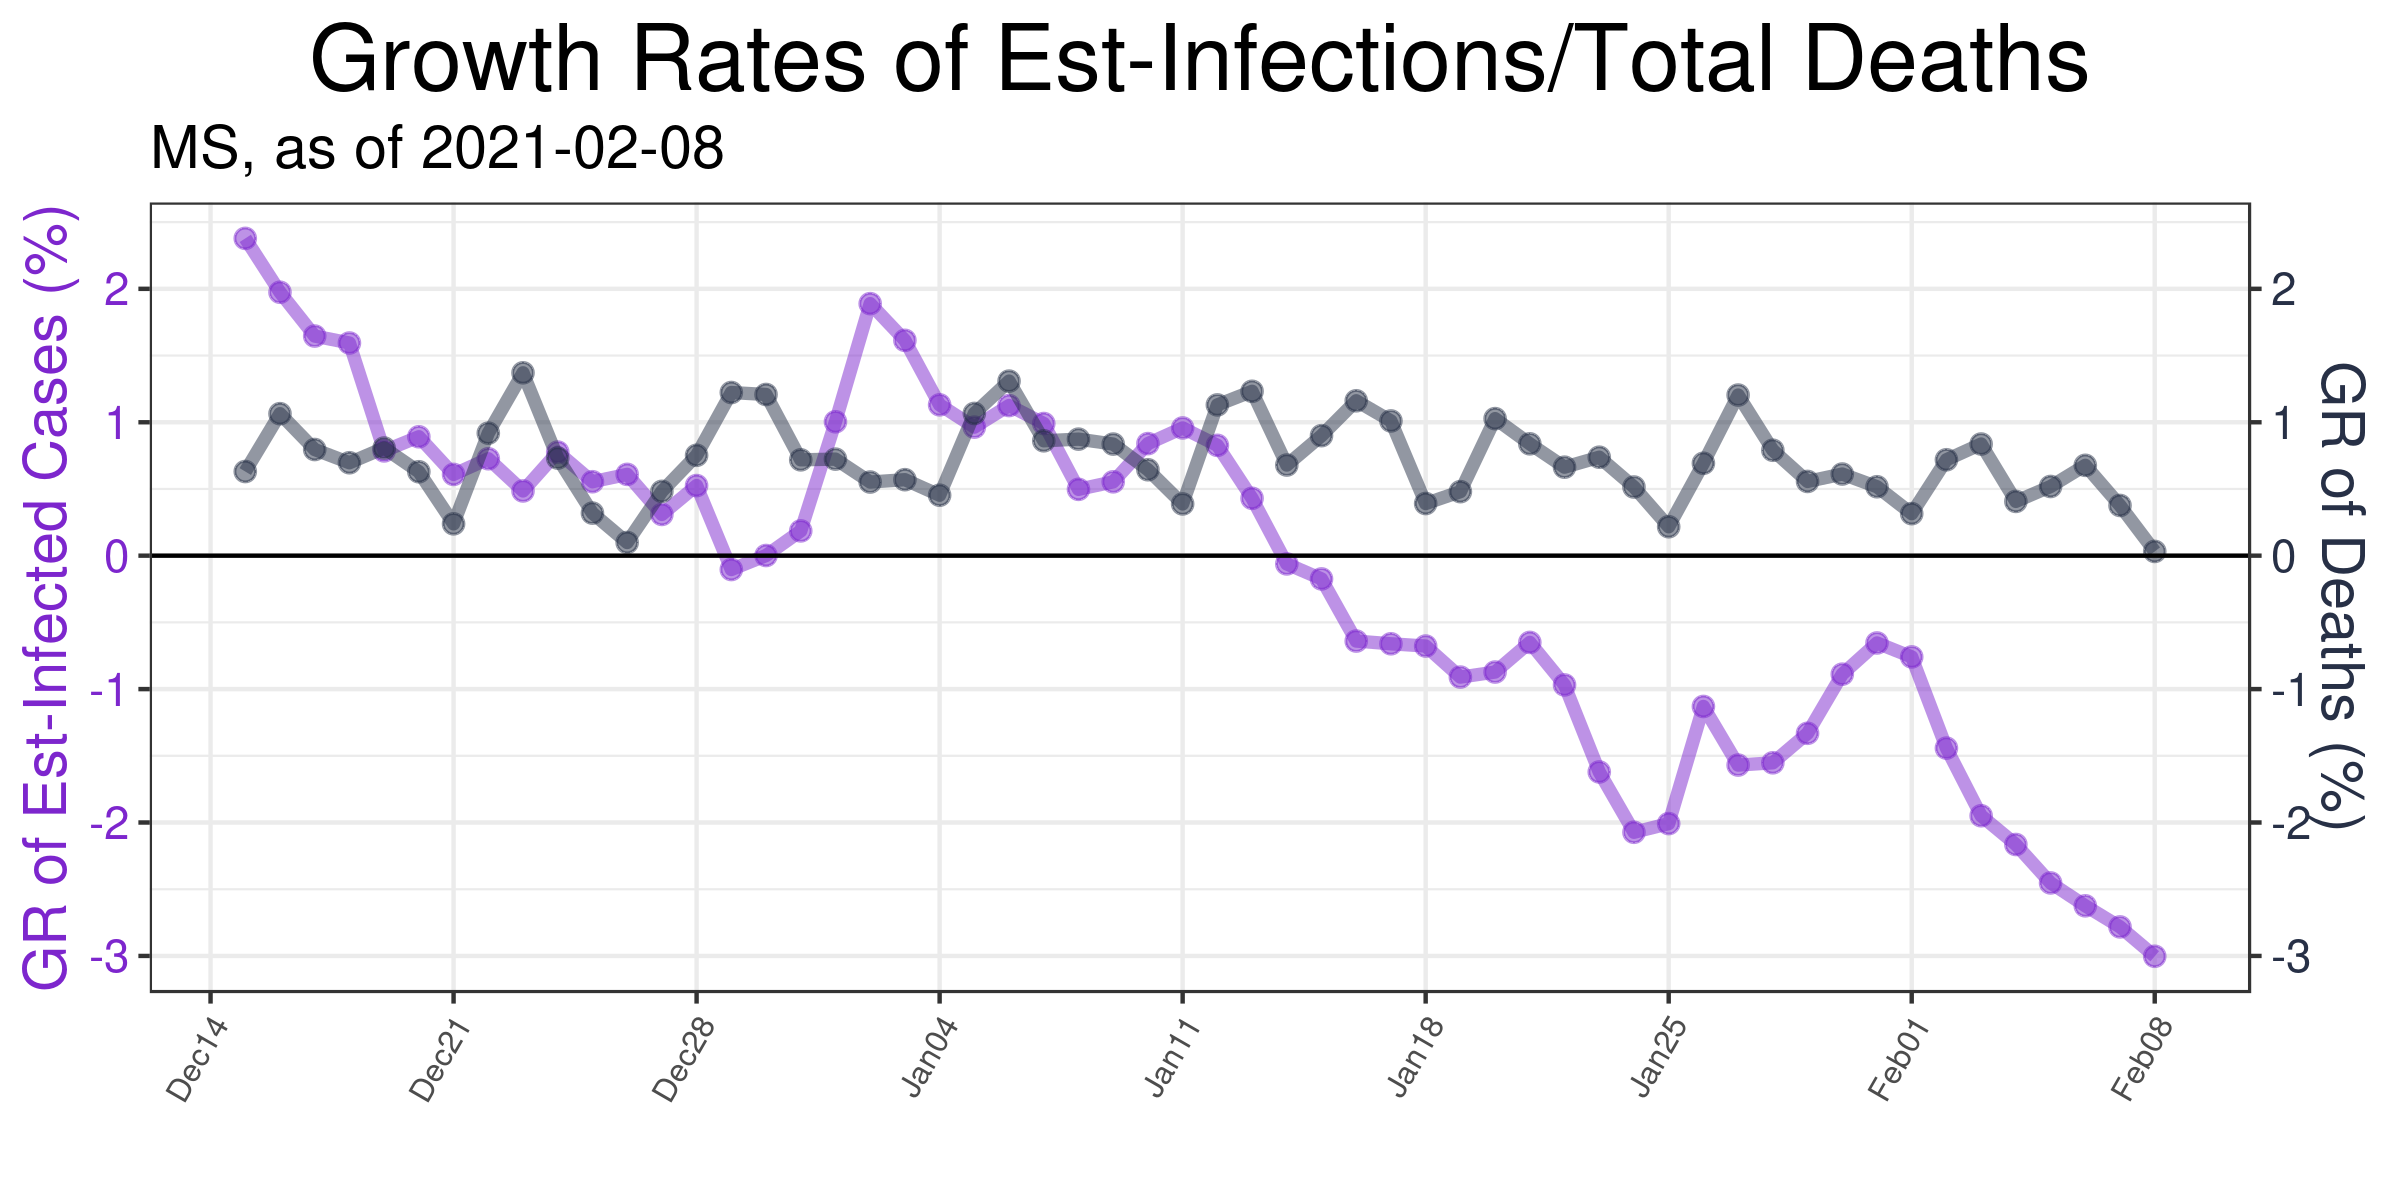 Growth Rates of Est-Infections/Total Deaths
MS, as of 2021-02-08
GR of Est-Infected Cases (%)
2
1
0
-1
-2
-3
2
1
0
-1
-2
-3
GR of Deaths (%)
Dec14
Dec21
Dec28
Jan04
Jan11
Jan18
Jan25
Feb01
Feb08